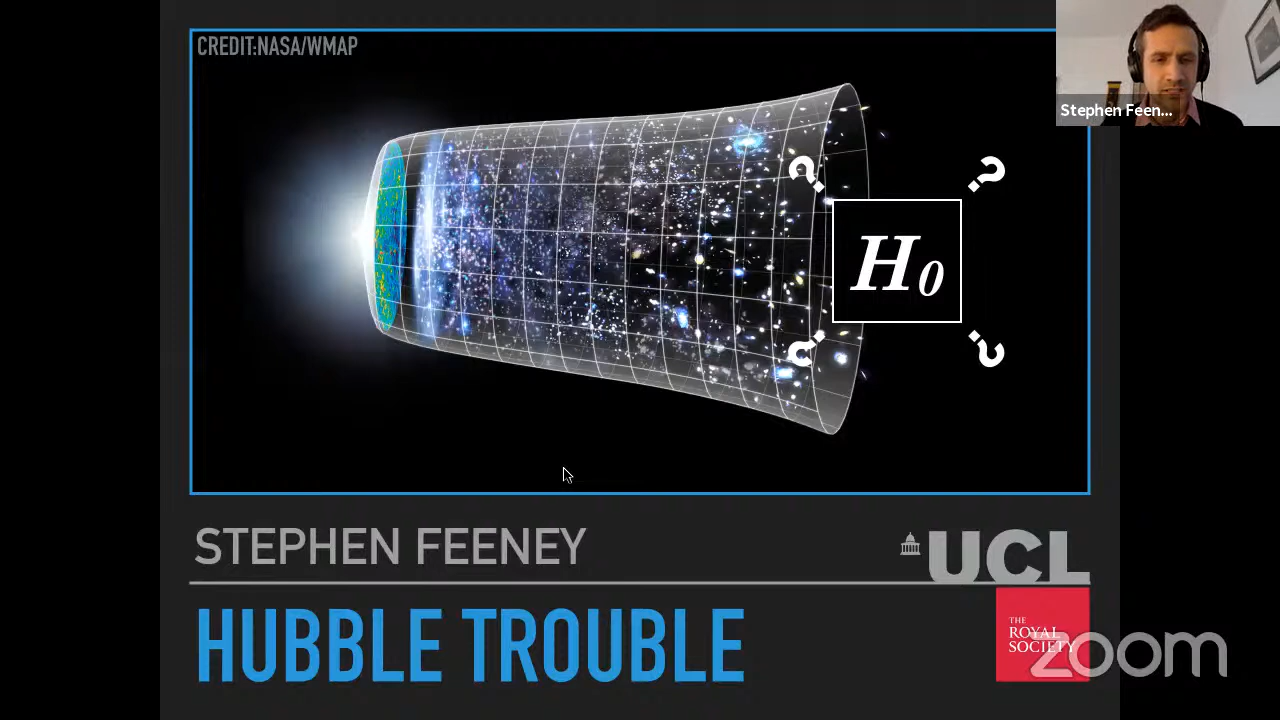 CREDIT:NASA/WMAP
Stephen Feen...
? ?
H0
? ?
STEPHEN FEENEY
UCL
HUBBLE TROUBLE
THE
ROYAL
SOCIETY
zoom